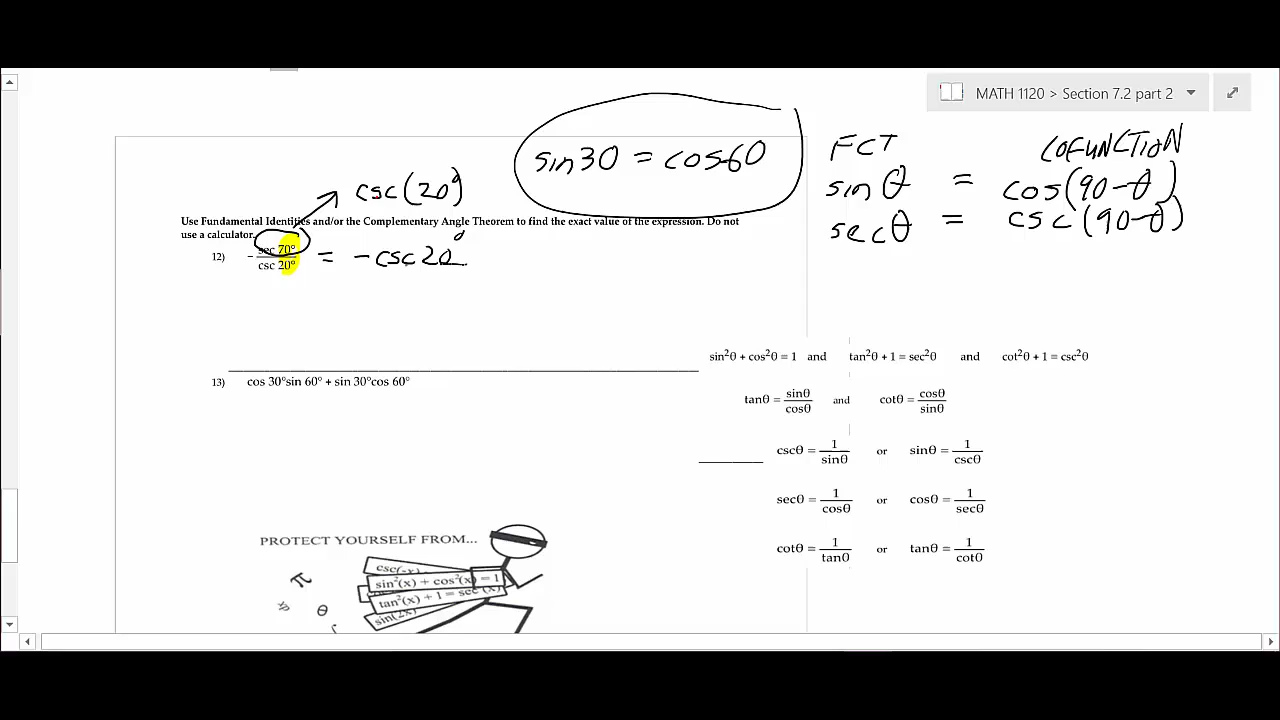 MATH 1120 > Section 7.2 part 2
sin30 = cos60
FCT COFUNCTION
sinθ = cos(90-θ)
secθ = csc(90-θ)
csc(20°)
Use Fundamental Identities and/or the Complementary Angle Theorem to find the exact value of the expression. Do not
use a calculator.
12) - sec 70° / csc 20° = -csc20°
sin²θ + cos²θ = 1 and tan²θ + 1 = sec²θ and cot²θ + 1 = csc²θ
13) cos 30°sin 60° + sin 30°cos 60°
tanθ = sinθ/cosθ and cotθ = cosθ/sinθ
cscθ = 1/sinθ or sinθ = 1/cscθ
secθ = 1/cosθ or cosθ = 1/secθ
cotθ = 1/tanθ or tanθ = 1/cotθ
PROTECT YOURSELF FROM...
π
θ
sin²(x) + cos²(x) = 1
tan²(x) + 1 = sec (x)
sin(2x)